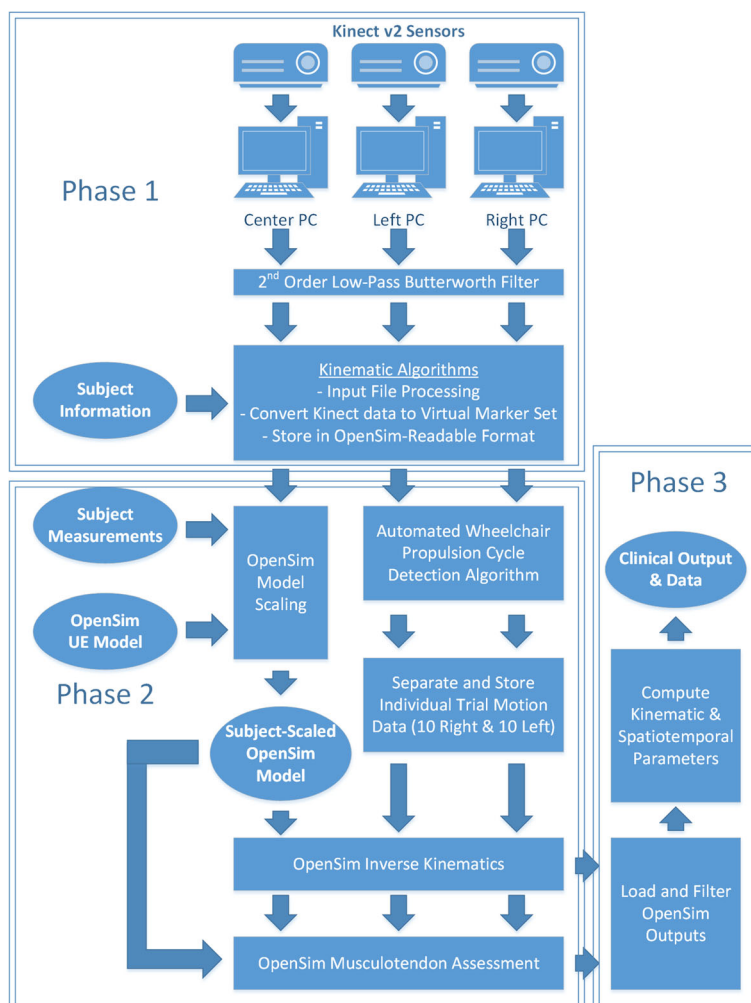 Kinect v2 Sensors
Phase 1
Center PC
Left PC
Right PC
2nd Order Low-Pass Butterworth Filter
Subject
Information
Kinematic Algorithms
- Input File Processing
- Convert Kinect data to Virtual Marker Set
- Store in OpenSim-Readable Format
Phase 2
Subject
Measurements
OpenSim
UE Model
OpenSim
Model
Scaling
Automated Wheelchair
Propulsion Cycle
Detection Algorithm
Separate and Store
Individual Trial Motion
Data (10 Right & 10 Left)
Subject-Scaled
OpenSim
Model
OpenSim Inverse Kinematics
OpenSim Musculotendon Assessment
Phase 3
Clinical Output
& Data
Compute
Kinematic &
Spatiotemporal
Parameters
Load and Filter
OpenSim
Outputs